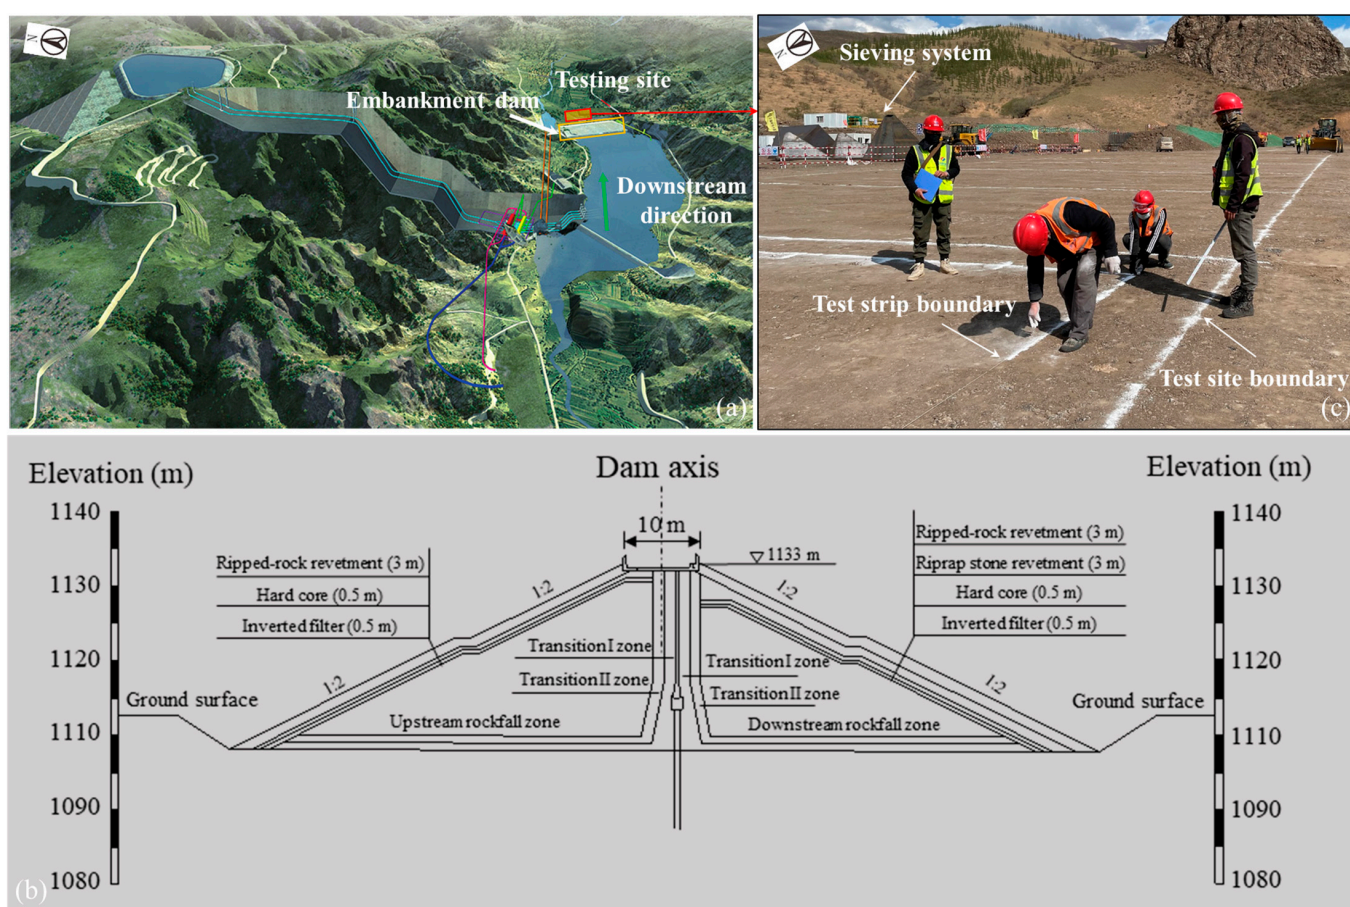 N
Testing site
Embankment dam
Downstream
direction
(a)
N
Sieving system
Test strip boundary
Test site boundary
(c)
Elevation (m)
Dam axis
Elevation (m)
1140
1130
1120
1110
1090
1080
10 m
1133 m
Ripped-rock revetment (3 m)
Hard core (0.5 m)
Inverted filter (0.5 m)
1:2
1:2
Ground surface
Transition I zone
Transition II zone
Upstream rockfall zone
Transition I zone
Transition II zone
Downstream rockfall zone
1:2
1:2
Ripped-rock revetment (3 m)
Riprap stone revetment (3 m)
Hard core (0.5 m)
Inverted filter (0.5 m)
Ground surface
1140
1130
1120
1110
1090
1080
(b)